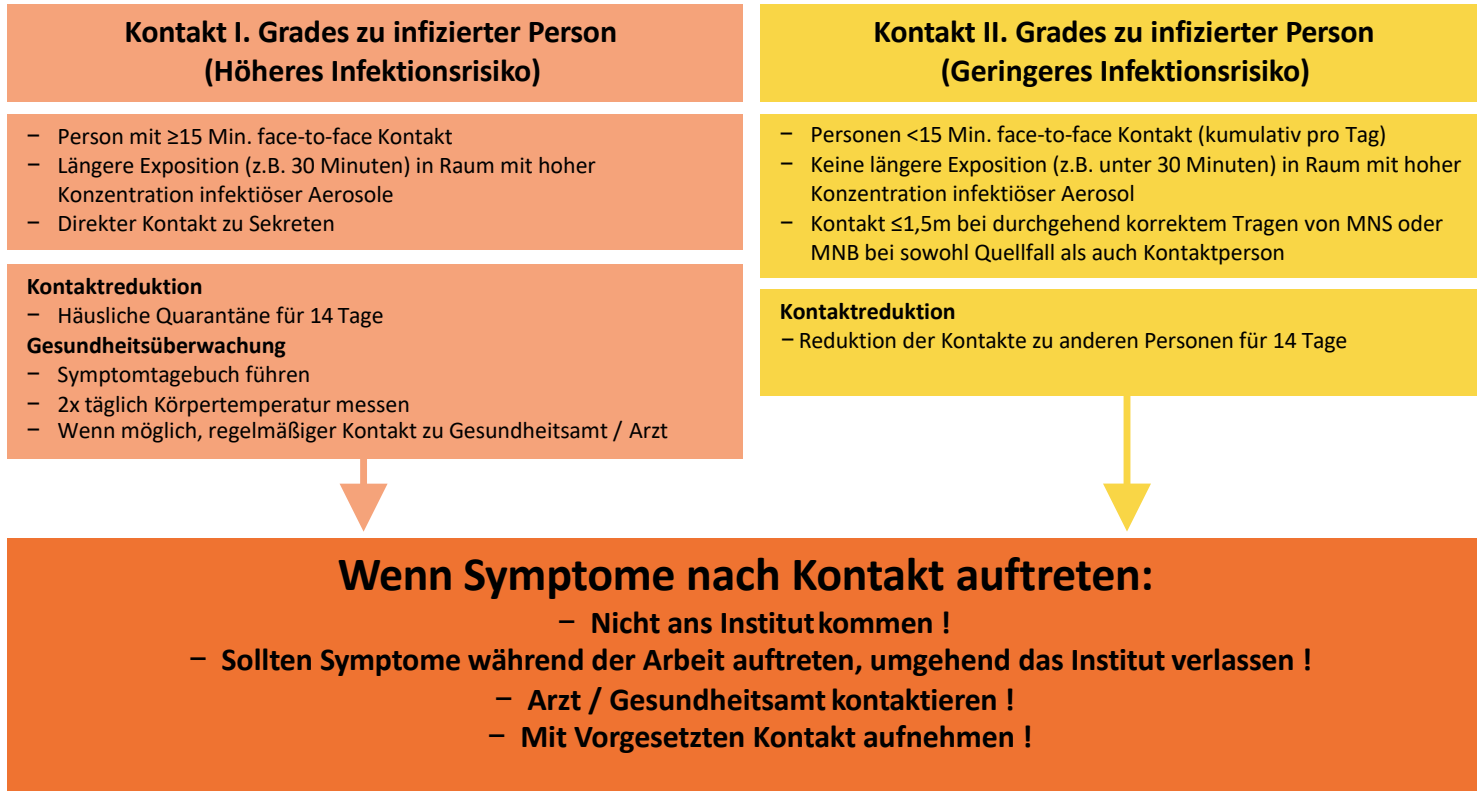 Kontakt I. Grades zu infizierter Person
(Höheres Infektionsrisiko)
− Person mit ≥15 Min. face-to-face Kontakt
− Längere Exposition (z.B. 30 Minuten) in Raum mit hoher
Konzentration infektiöser Aerosole
− Direkter Kontakt zu Sekreten
Kontaktreduktion
− Häusliche Quarantäne für 14 Tage
Gesundheitsüberwachung
− Symptomtagebuch führen
− 2x täglich Körpertemperatur messen
− Wenn möglich, regelmäßiger Kontakt zu Gesundheitsamt / Arzt
Kontakt II. Grades zu infizierter Person
(Geringeres Infektionsrisiko)
− Personen <15 Min. face-to-face Kontakt (kumulativ pro Tag)
− Keine längere Exposition (z.B. unter 30 Minuten) in Raum mit hoher
Konzentration infektiöser Aerosol
− Kontakt ≤1,5m bei durchgehend korrektem Tragen von MNS oder
MNB bei sowohl Quellfall als auch Kontaktperson
Kontaktreduktion
− Reduktion der Kontakte zu anderen Personen für 14 Tage
Wenn Symptome nach Kontakt auftreten:
− Nicht ans Institut kommen !
− Sollten Symptome während der Arbeit auftreten, umgehend das Institut verlassen !
− Arzt / Gesundheitsamt kontaktieren !
− Mit Vorgesetzten Kontakt aufnehmen !